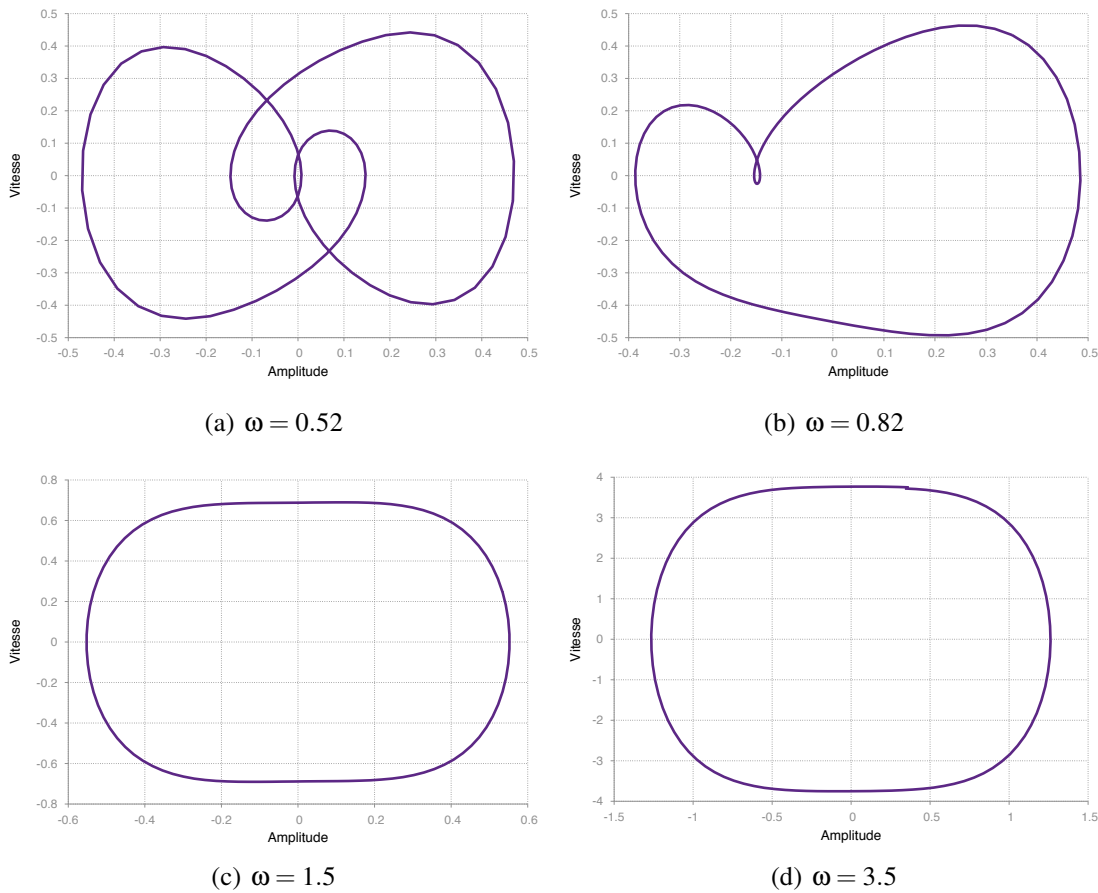 0.5
0.4
0.3
0.2
0.1
0
-0.1
-0.2
-0.3
-0.4
-0.5
Vitesse
-0.5 -0.4 -0.3 -0.2 -0.1 0 0.1 0.2 0.3 0.4 0.5
Amplitude
(a) ω = 0.52
0.5
0.4
0.3
0.2
0.1
0
-0.1
-0.2
-0.3
-0.4
-0.5
Vitesse
-0.4 -0.3 -0.2 -0.1 0 0.1 0.2 0.3 0.4 0.5
Amplitude
(b) ω = 0.82
0.8
0.6
0.4
0.2
0
-0.2
-0.4
-0.6
-0.8
Vitesse
-0.6 -0.4 -0.2 0 0.2 0.4 0.6
Amplitude
(c) ω = 1.5
4
3
2
1
0
-1
-2
-3
-4
Vitesse
-1.5 -1 -0.5 0 0.5 1 1.5
Amplitude
(d) ω = 3.5